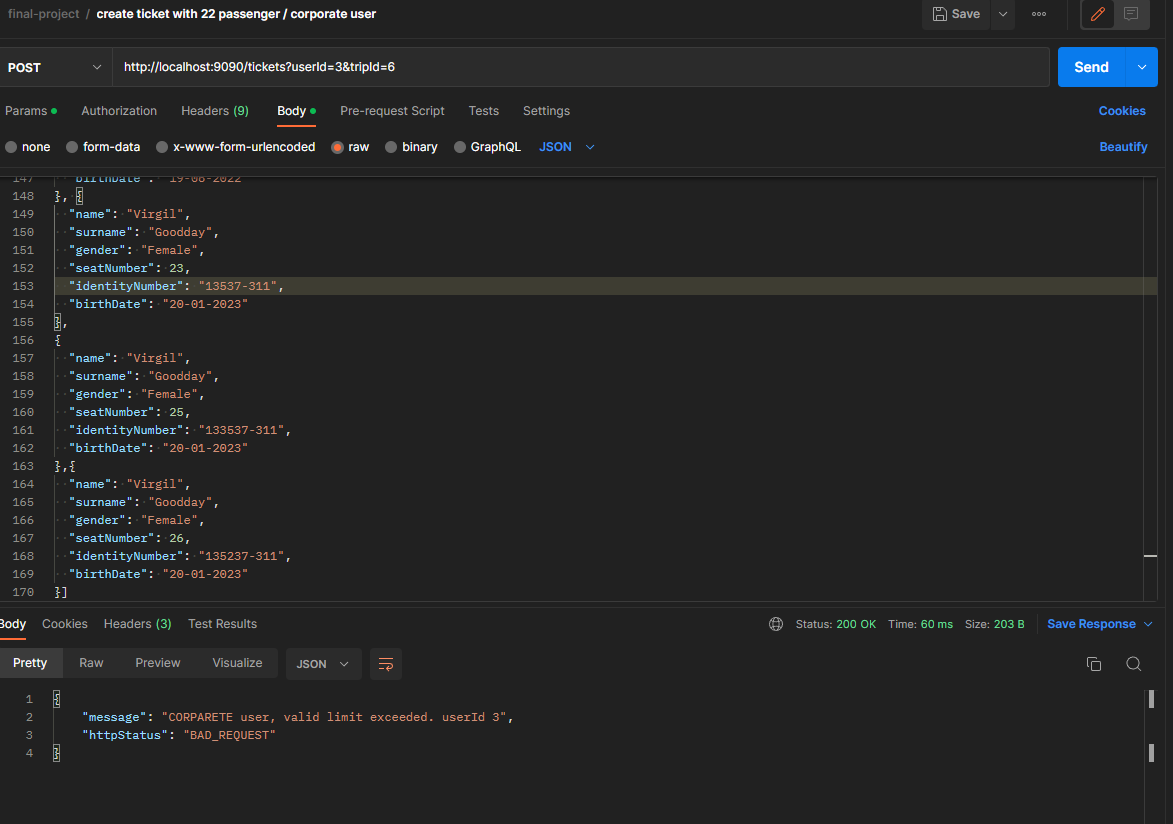 final-project / create ticket with 22 passenger / corporate user
Save
POST
http://localhost:9090/tickets?userId=3&tripId=6
Send
Params Authorization Headers (9) Body Pre-request Script Tests Settings Cookies
none form-data x-www-form-urlencoded raw binary GraphQL JSON Beautify
147 "birthDate": "19-08-2022"
148 }, {
149 "name": "Virgil",
150 "surname": "Goodday",
151 "gender": "Female",
152 "seatNumber": 23,
153 "identityNumber": "13537-311",
154 "birthDate": "20-01-2023"
155 },
156 {
157 "name": "Virgil",
158 "surname": "Goodday",
159 "gender": "Female",
160 "seatNumber": 25,
161 "identityNumber": "133537-311",
162 "birthDate": "20-01-2023"
163 },{
164 "name": "Virgil",
165 "surname": "Goodday",
166 "gender": "Female",
167 "seatNumber": 26,
168 "identityNumber": "135237-311",
169 "birthDate": "20-01-2023"
170 }]
Body Cookies Headers (3) Test Results Status: 200 OK Time: 60 ms Size: 203 B Save Response
Pretty Raw Preview Visualize JSON
1 {
2 "message": "CORPARETE user, valid limit exceeded. userId 3",
3 "httpStatus": "BAD_REQUEST"
4 }